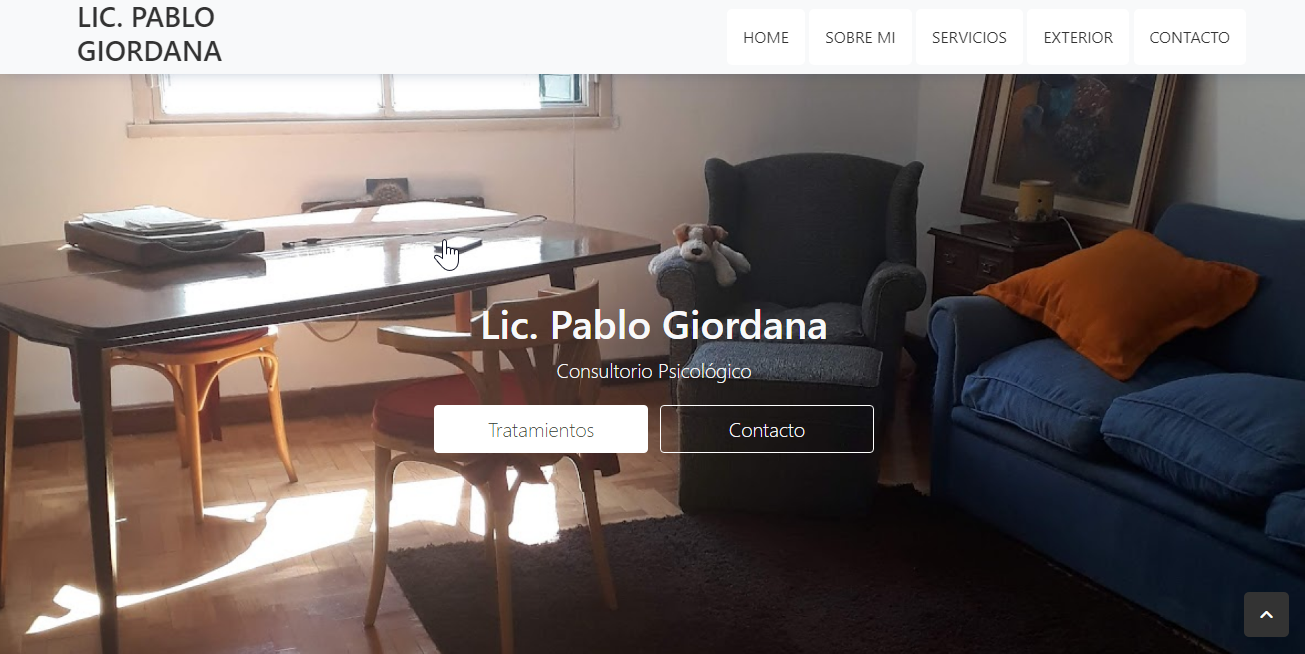 LIC. PABLO
GIORDANA
HOME
SOBRE MI
SERVICIOS
EXTERIOR
CONTACTO
Lic. Pablo Giordana
Consultorio Psicológico
Tratamientos
Contacto